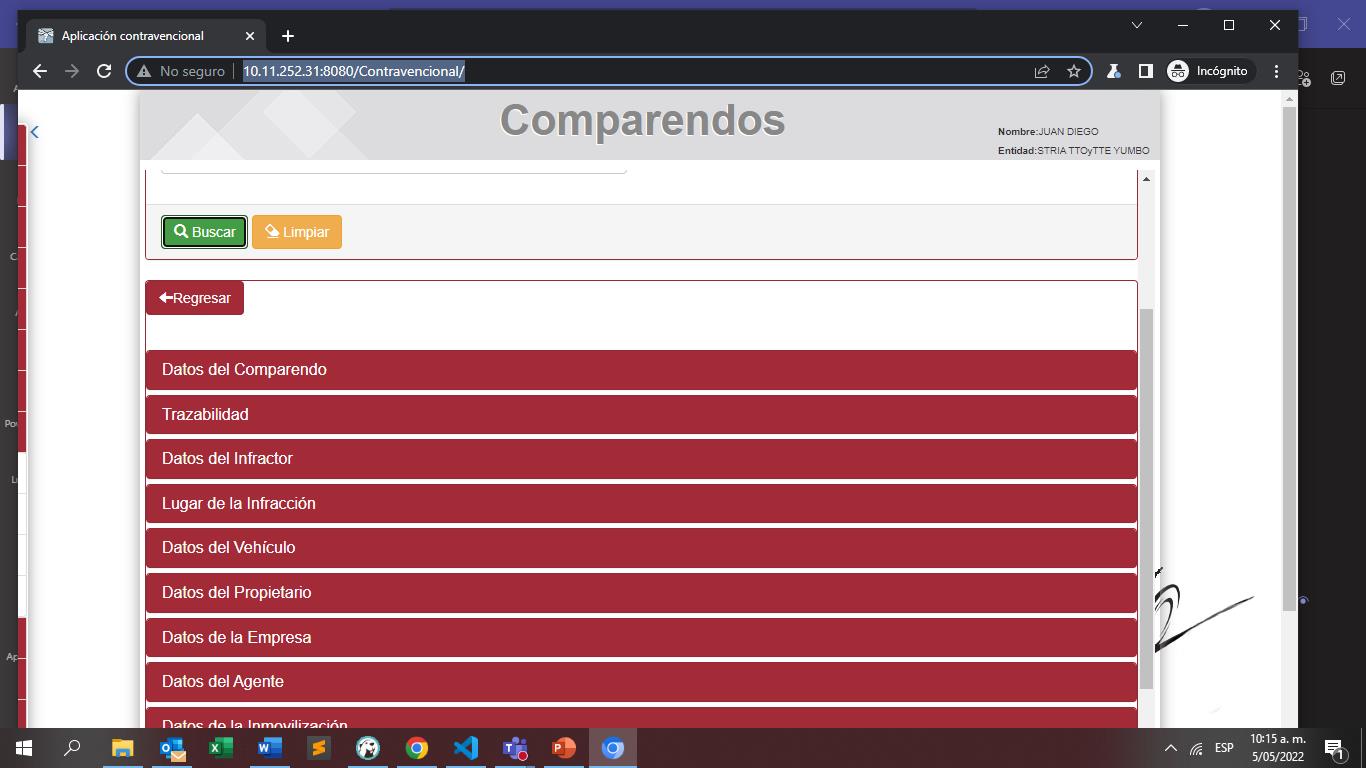 Aplicación contravencional
No seguro
10.11.252.31:8080/Contravencional/
Incógnito
Comparendos
Nombre:JUAN DIEGO
Entidad:STRIA TTOyTTE YUMBO
Buscar
Limpiar
Regresar
Datos del Comparendo
Trazabilidad
Datos del Infractor
Lugar de la Infracción
Datos del Vehículo
Datos del Propietario
Datos de la Empresa
Datos del Agente
Datos de la Inmovilización
ESP
10:15 a. m.
5/05/2022
1